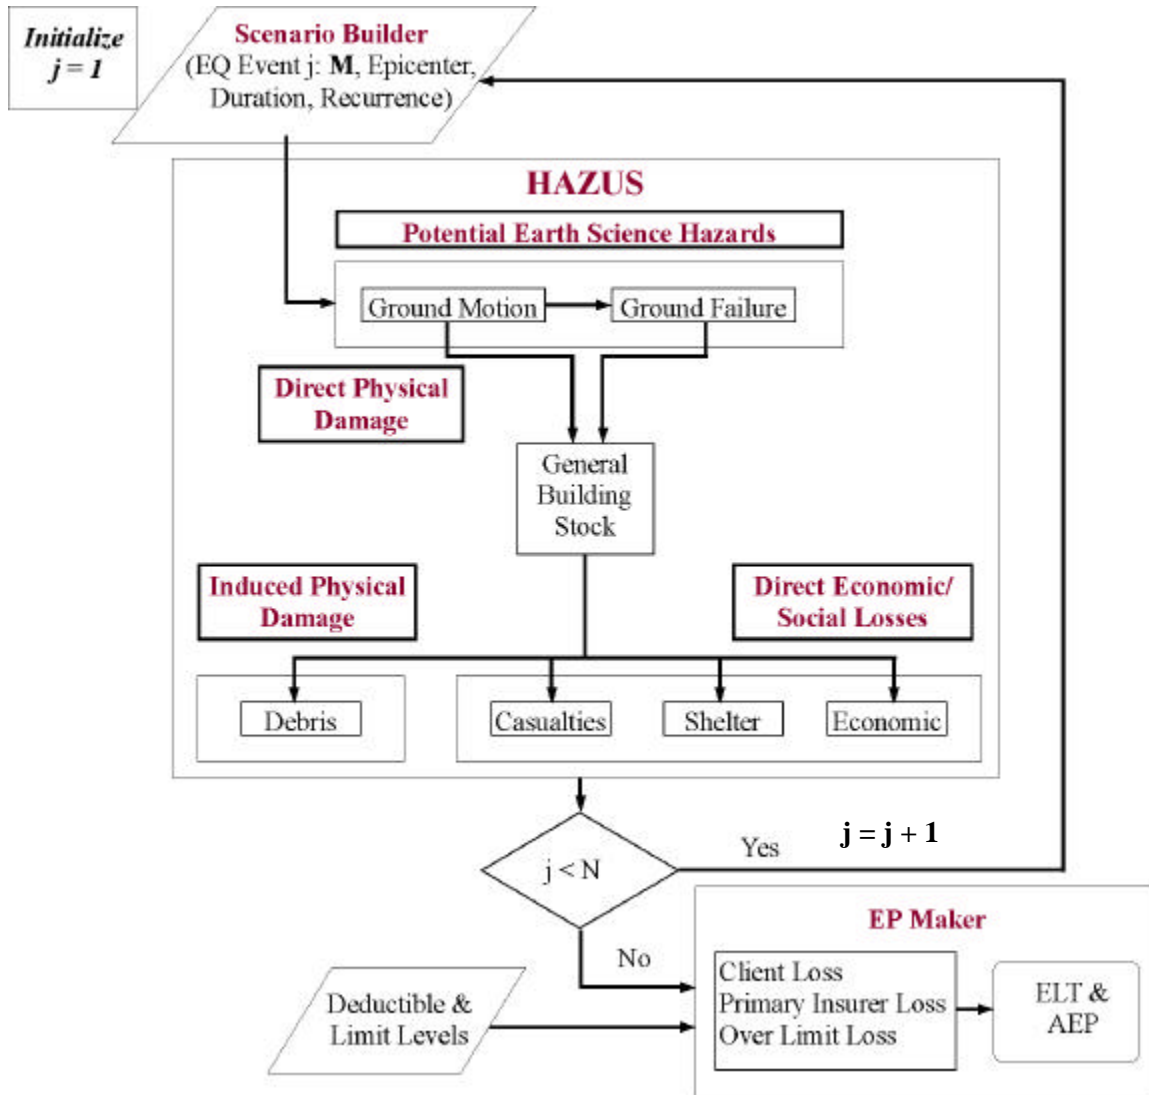 Initialize
j = 1
Scenario Builder
(EQ Event j: M, Epicenter,
Duration, Recurrence)
HAZUS
Potential Earth Science Hazards
Ground Motion
Ground Failure
Direct Physical
Damage
General
Building
Stock
Induced Physical
Damage
Direct Economic/
Social Losses
Debris
Casualties
Shelter
Economic
j < N
Yes
j = j + 1
No
EP Maker
Deductible &
Limit Levels
Client Loss
Primary Insurer Loss
Over Limit Loss
ELT &
AEP